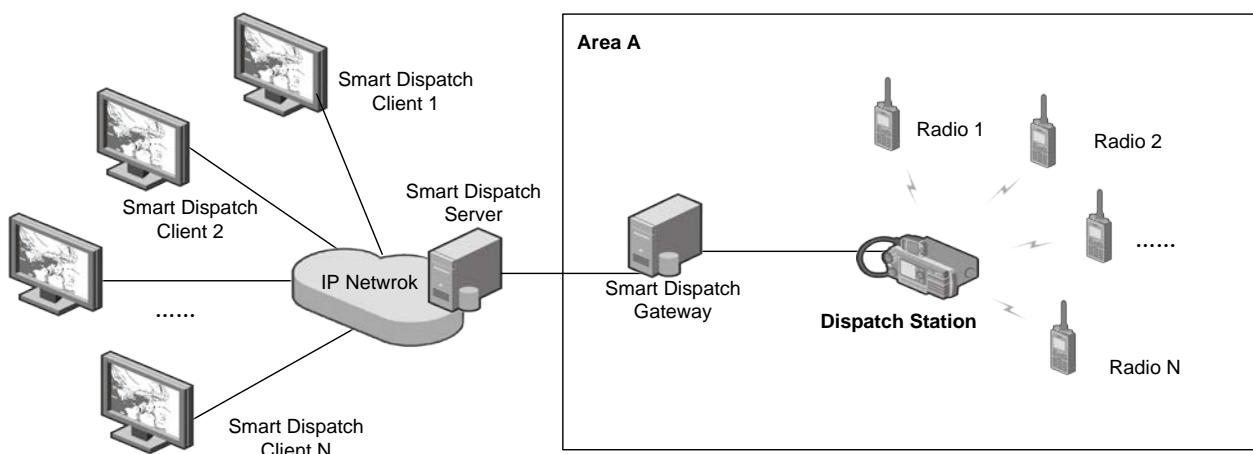 Area A
Smart Dispatch
Client 1
Radio 1
Radio 2
Smart Dispatch
Server
Smart Dispatch
Client 2
IP Netwrok
......
Smart Dispatch
Gateway
Dispatch Station
......
Radio N
Smart Dispatch
Client N